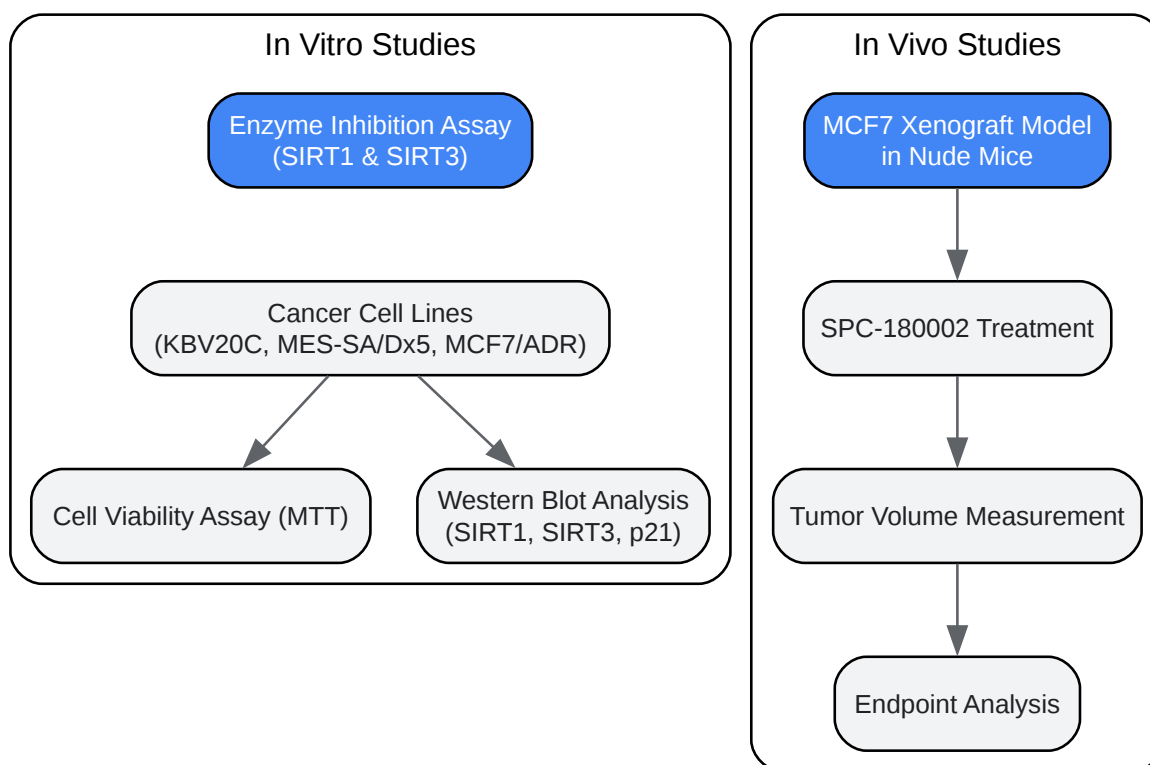 In Vitro Studies
Enzyme Inhibition Assay
(SIRT1 & SIRT3)
Cancer Cell Lines
(KBV20C, MES-SA/Dx5, MCF7/ADR)
Cell Viability Assay (MTT)
Western Blot Analysis
(SIRT1, SIRT3, p21)
In Vivo Studies
MCF7 Xenograft Model
in Nude Mice
SPC-180002 Treatment
Tumor Volume Measurement
Endpoint Analysis